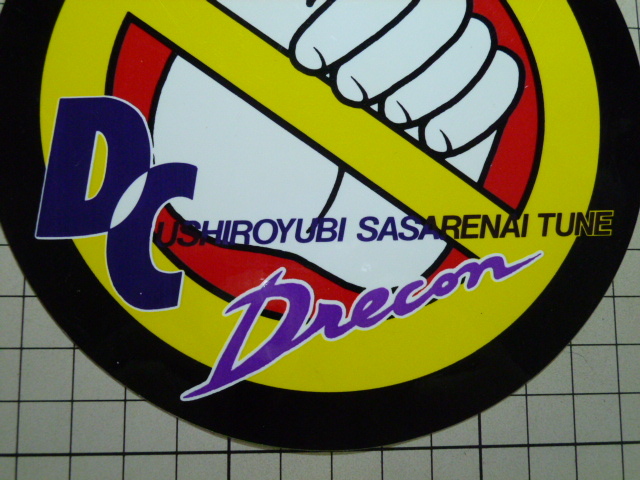 DC
USHIROYUBI SASARENAI TUNE
Drecon